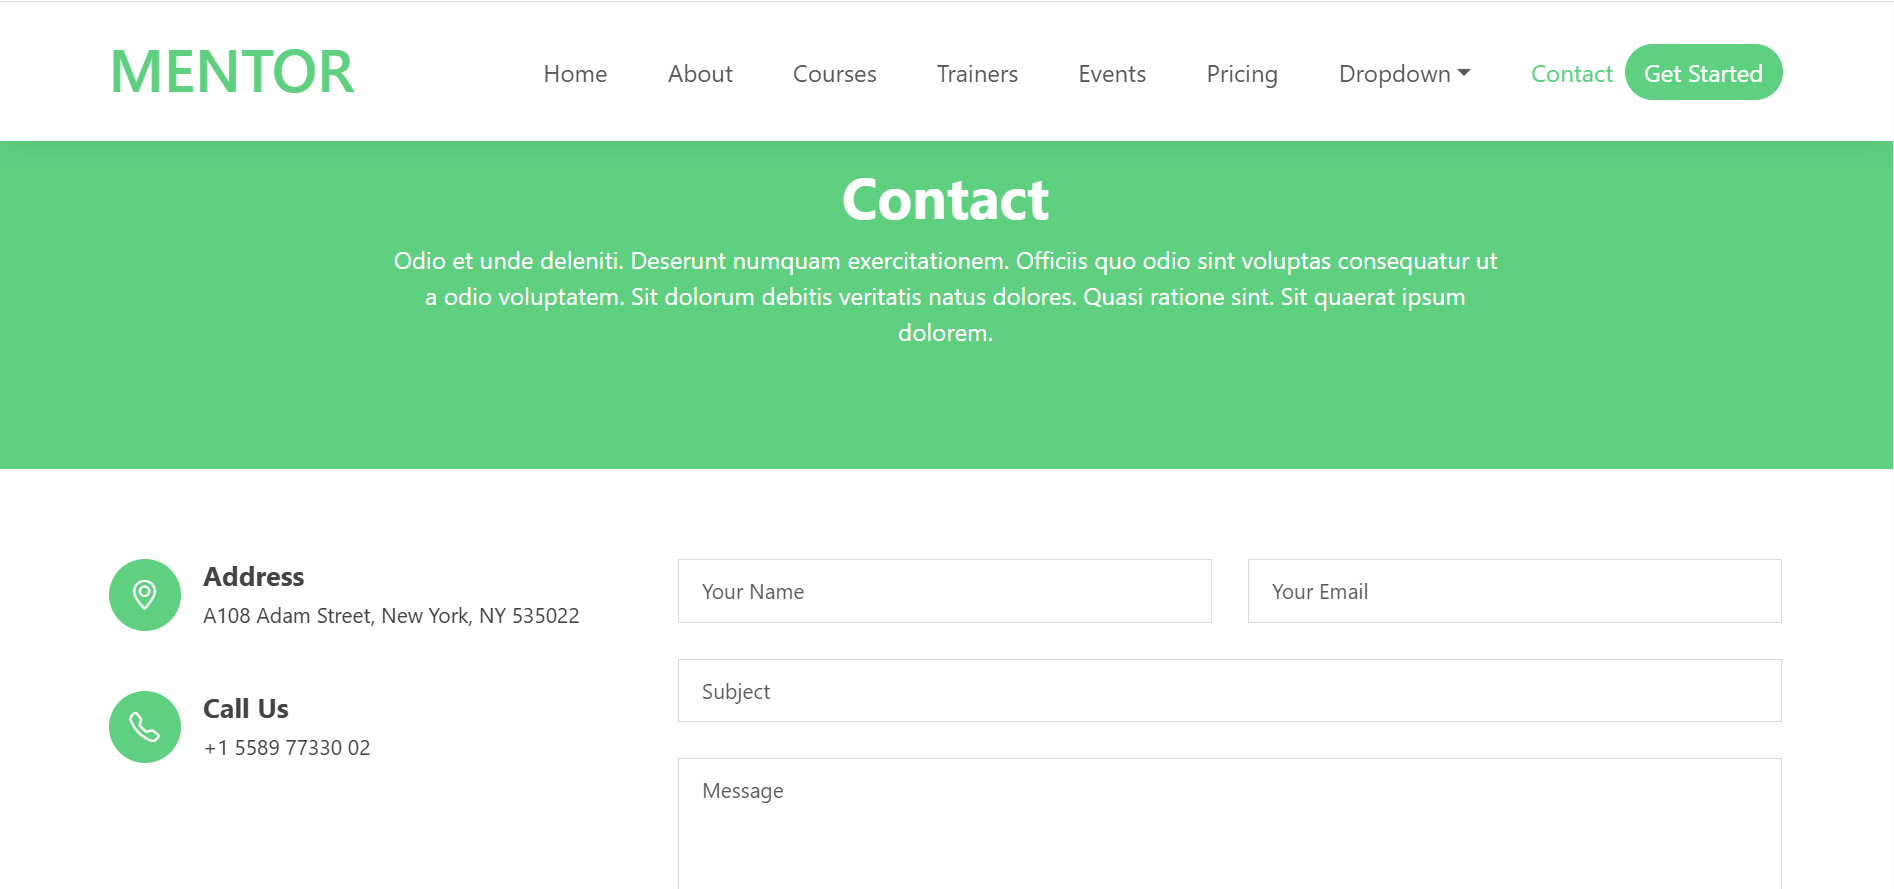 MENTOR
Home About Courses Trainers Events Pricing Dropdown Contact Get Started
Contact
Odio et unde deleniti. Deserunt numquam exercitationem. Officiis quo odio sint voluptas consequatur ut
a odio voluptatem. Sit dolorum debitis veritatis natus dolores. Quasi ratione sint. Sit quaerat ipsum
dolorem.
Address
A108 Adam Street, New York, NY 535022
Call Us
+1 5589 77330 02
Your Name
Your Email
Subject
Message